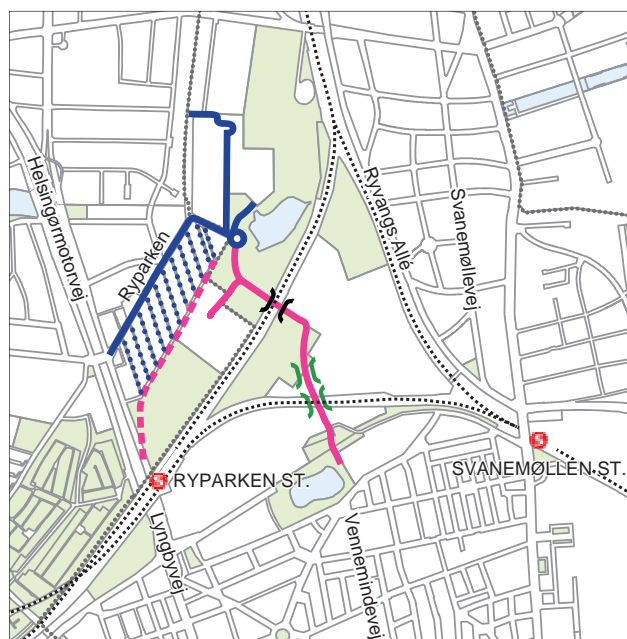 Helsingørmotorvej
Ryparken
Ryvangs Allé
Svanemøllevej
SVANEMØLLEN ST.
RYPARKEN ST.
Lyngbyvej
Vennemindevej